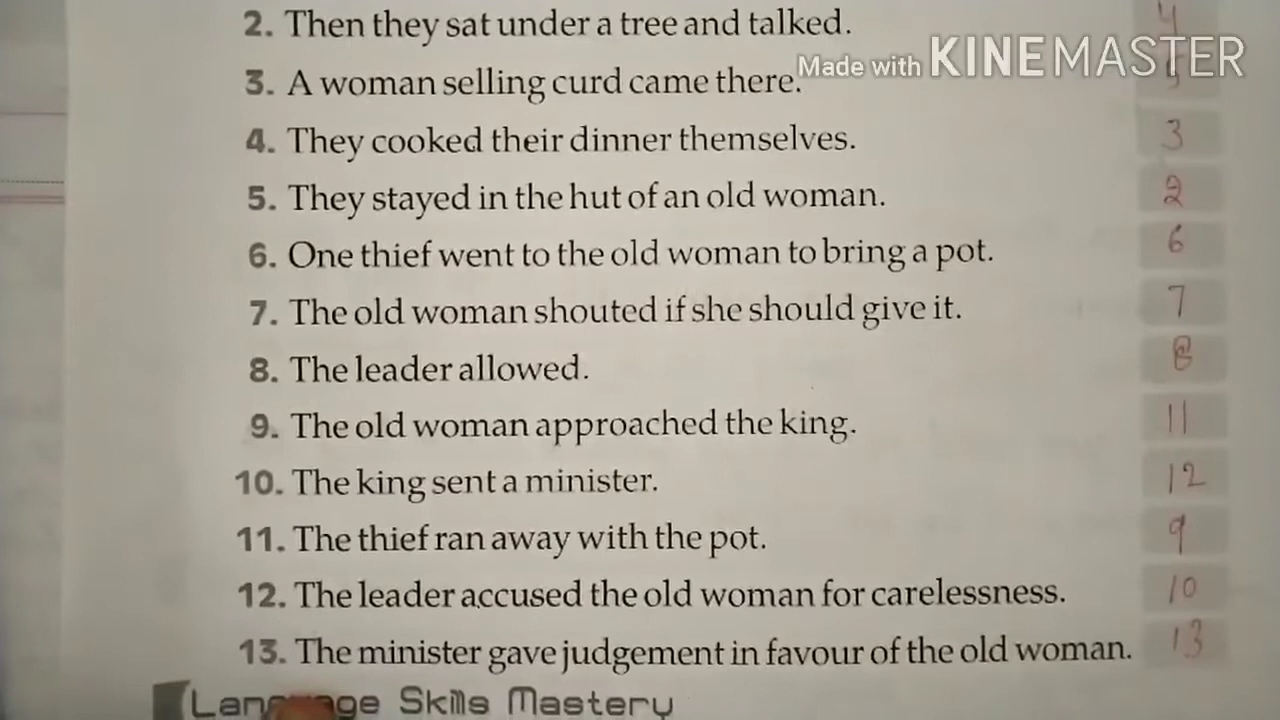 2. Then they sat under a tree and talked. 4
Made with KINEMASTER
3. A woman selling curd came there. 5
4. They cooked their dinner themselves. 3
5. They stayed in the hut of an old woman. 2
6. One thief went to the old woman to bring a pot. 6
7. The old woman shouted if she should give it. 7
8. The leader allowed. 8
9. The old woman approached the king. 11
10. The king sent a minister. 12
11. The thief ran away with the pot. 9
12. The leader accused the old woman for carelessness. 10
13. The minister gave judgement in favour of the old woman. 13
Skills Mastery